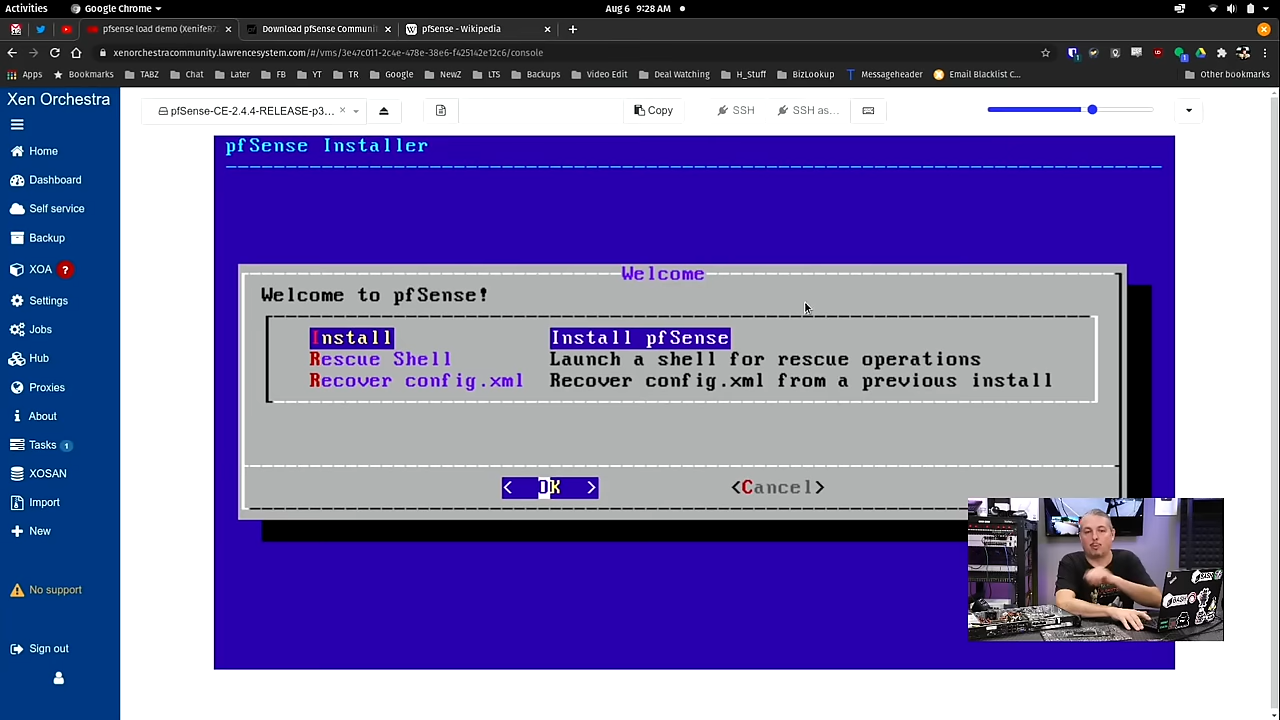 Activities
Google Chrome
Aug 6 9:28 AM
pfsense load demo (XenifeR7
Download pfSense Communi
pfSense - Wikipedia
xenorchestracommunity.lawrencesystem.com/#/vms/3e47c011-2c4e-478e-38e6-f425142e12c6/console
Apps
Bookmarks
TABZ
Chat
Later
FB
YT
TR
Google
NewZ
LTS
Backups
Video Edit
Deal Watching
H_Stuff
BizLookup
Messageheader
Email Blacklist C...
Other bookmarks
Xen Orchestra
pfSense-CE-2.4.4-RELEASE-p3...
Copy
SSH
SSH as...
Home
Dashboard
Self service
Backup
XOA ?
Settings
Jobs
Hub
Proxies
About
Tasks 1
XOSAN
Import
New
No support
Sign out
pfSense Installer
Welcome
Welcome to pfSense!
Install Install pfSense
Rescue Shell Launch a shell for rescue operations
Recover config.xml Recover config.xml from a previous install
< OK > <Cancel>
BASH